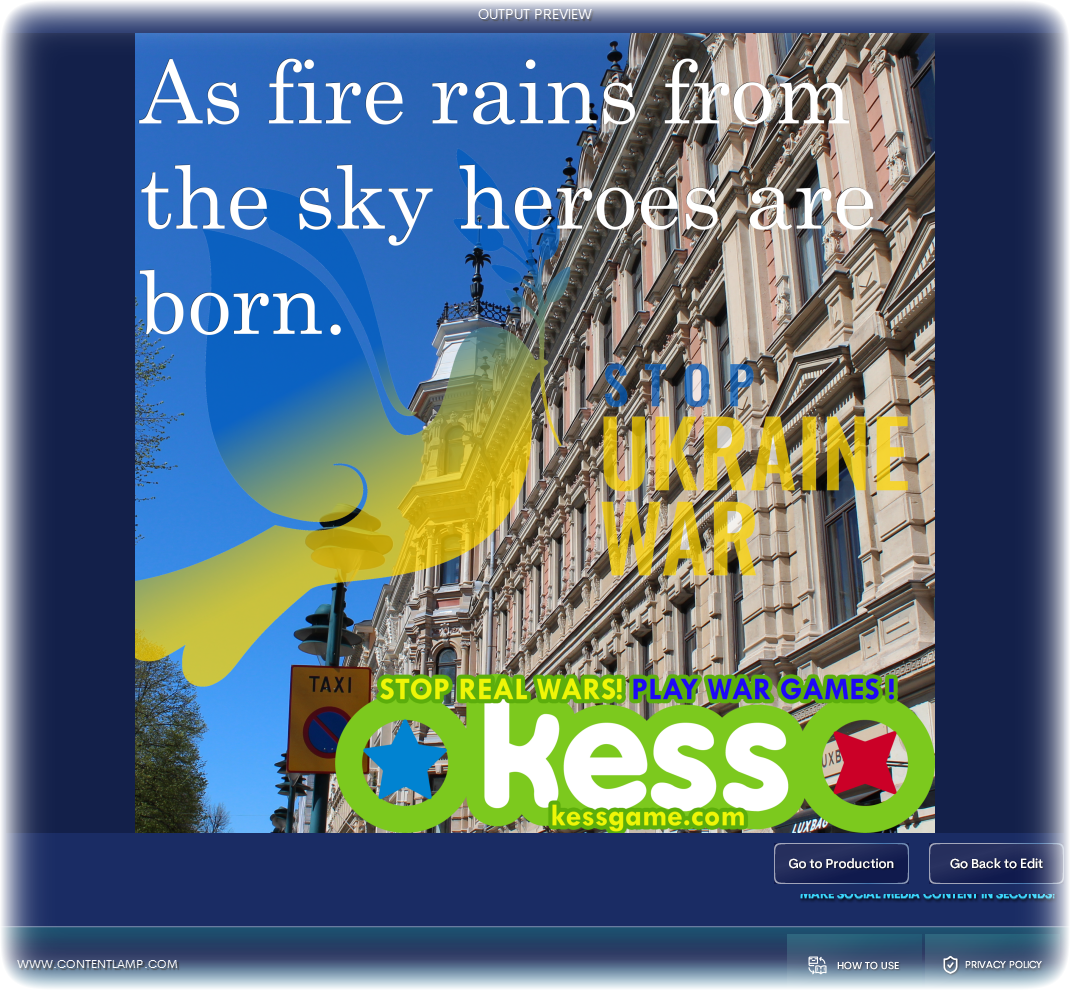 OUTPUT PREVIEW
As fire rains from
the sky heroes are
born.
STOP
UKRAINE
WAR
TAXI
STOP REAL WARS! PLAY WAR GAMES!
kess
kessgame.com
LUXBAG
Go to Production
Go Back to Edit
MAKE SOCIAL MEDIA CONTENT IN SECONDS!
WWW.CONTENTLAMP.COM
HOW TO USE
PRIVACY POLICY